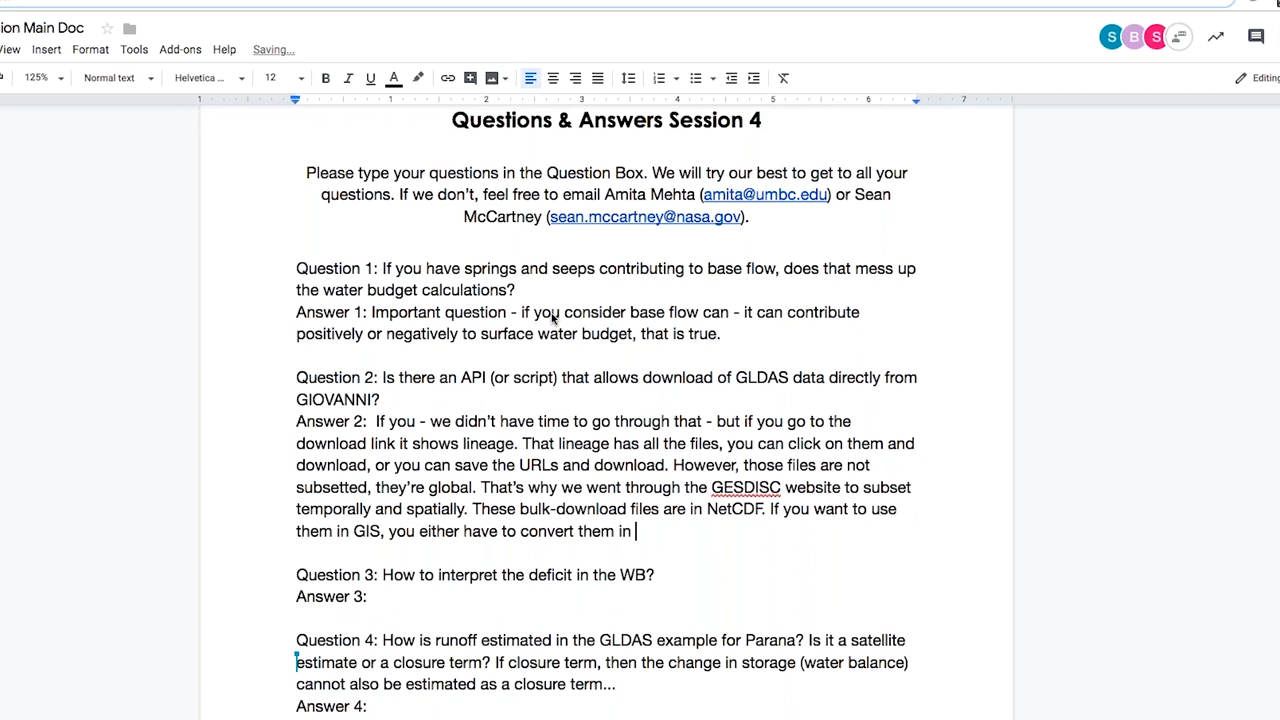 ion Main Doc
View Insert Format Tools Add-ons Help Saving...
S B S
125% Normal text Helvetica ... 12 B I U A Editing
1 1 2 3 4 5 6 7
Questions & Answers Session 4
Please type your questions in the Question Box. We will try our best to get to all your
questions. If we don’t, feel free to email Amita Mehta (amita@umbc.edu) or Sean
McCartney (sean.mccartney@nasa.gov).
Question 1: If you have springs and seeps contributing to base flow, does that mess up
the water budget calculations?
Answer 1: Important question - if you consider base flow can - it can contribute
positively or negatively to surface water budget, that is true.
Question 2: Is there an API (or script) that allows download of GLDAS data directly from
GIOVANNI?
Answer 2: If you - we didn’t have time to go through that - but if you go to the
download link it shows lineage. That lineage has all the files, you can click on them and
download, or you can save the URLs and download. However, those files are not
subsetted, they’re global. That’s why we went through the GESDISC website to subset
temporally and spatially. These bulk-download files are in NetCDF. If you want to use
them in GIS, you either have to convert them in
Question 3: How to interpret the deficit in the WB?
Answer 3:
Question 4: How is runoff estimated in the GLDAS example for Parana? Is it a satellite
estimate or a closure term? If closure term, then the change in storage (water balance)
cannot also be estimated as a closure term...
Answer 4: